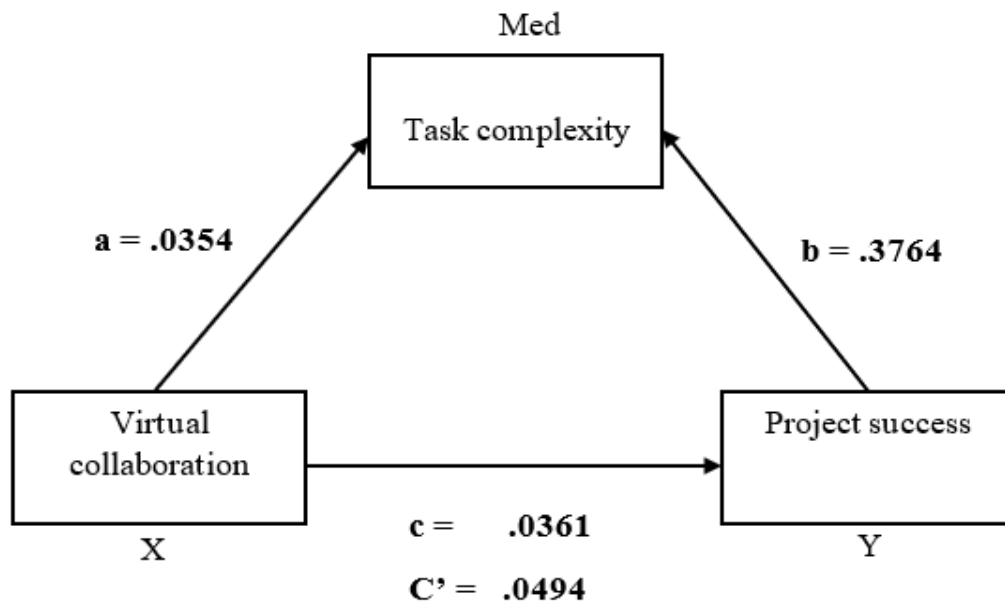 Med
Task complexity
a = .0354
b = .3764
Virtual
collaboration
Project success
X
c = .0361
Y
C’ = .0494